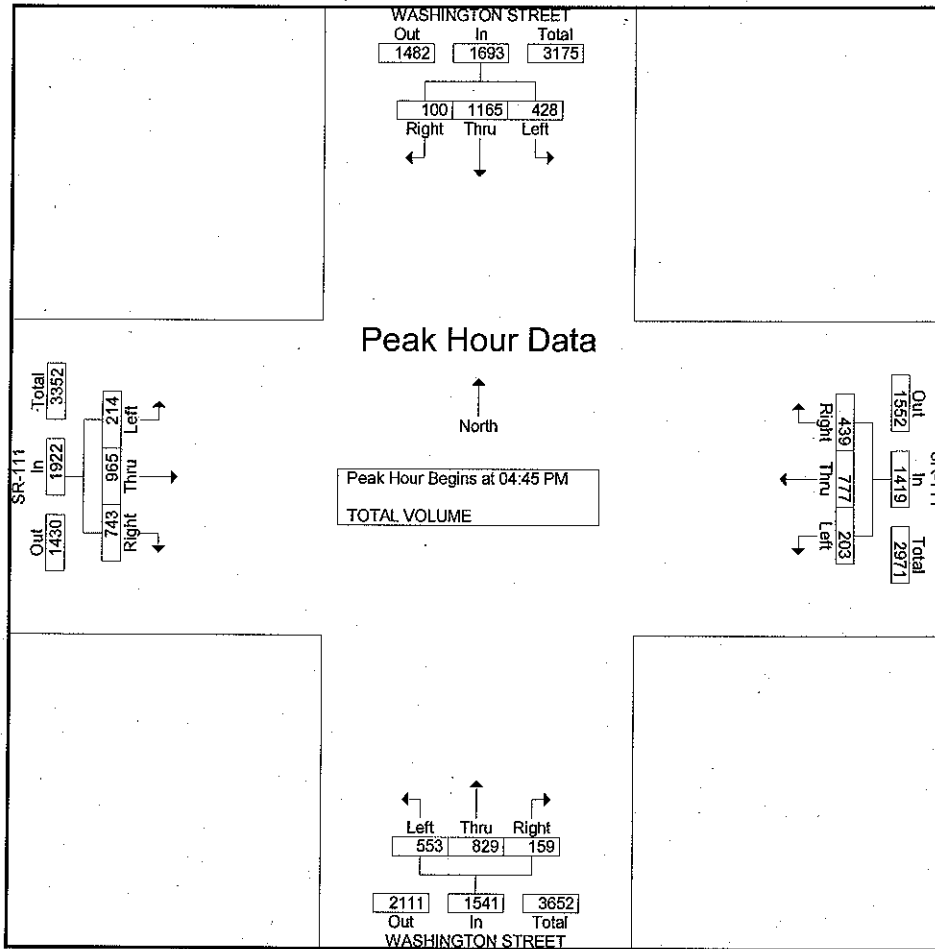 WASHINGTON STREET
Out In Total
1482 1693 3175
100 1165 428
Right Thru Left
Peak Hour Data
North
Peak Hour Begins at 04:45 PM
TOTAL VOLUME
SR-111
Total In Out
3352 1922 1430
214 965 743
Left Thru Right
Out In Total
1552 1419 2971
439 777 203
Right Thru Left
Left Thru Right
553 829 159
2111 1541 3652
Out In Total
WASHINGTON STREET